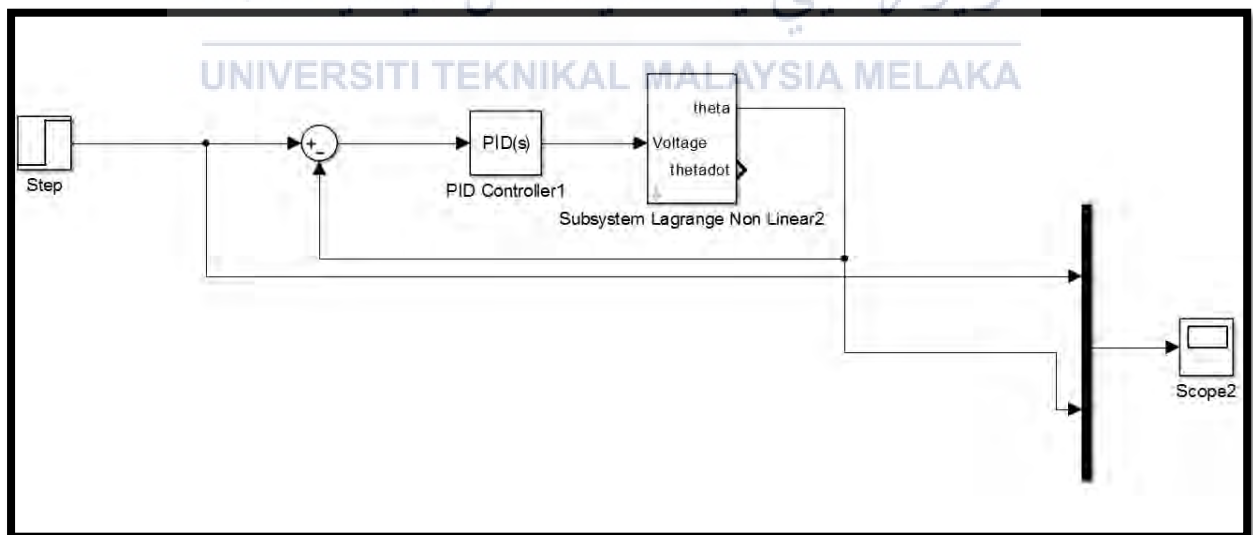 UNIVERSITI TEKNIKAL MALAYSIA MELAKA
Step
+
-
PID(s)
PID Controller1
theta
Voltage
thetadot
Subsystem Lagrange Non Linear2
Scope2